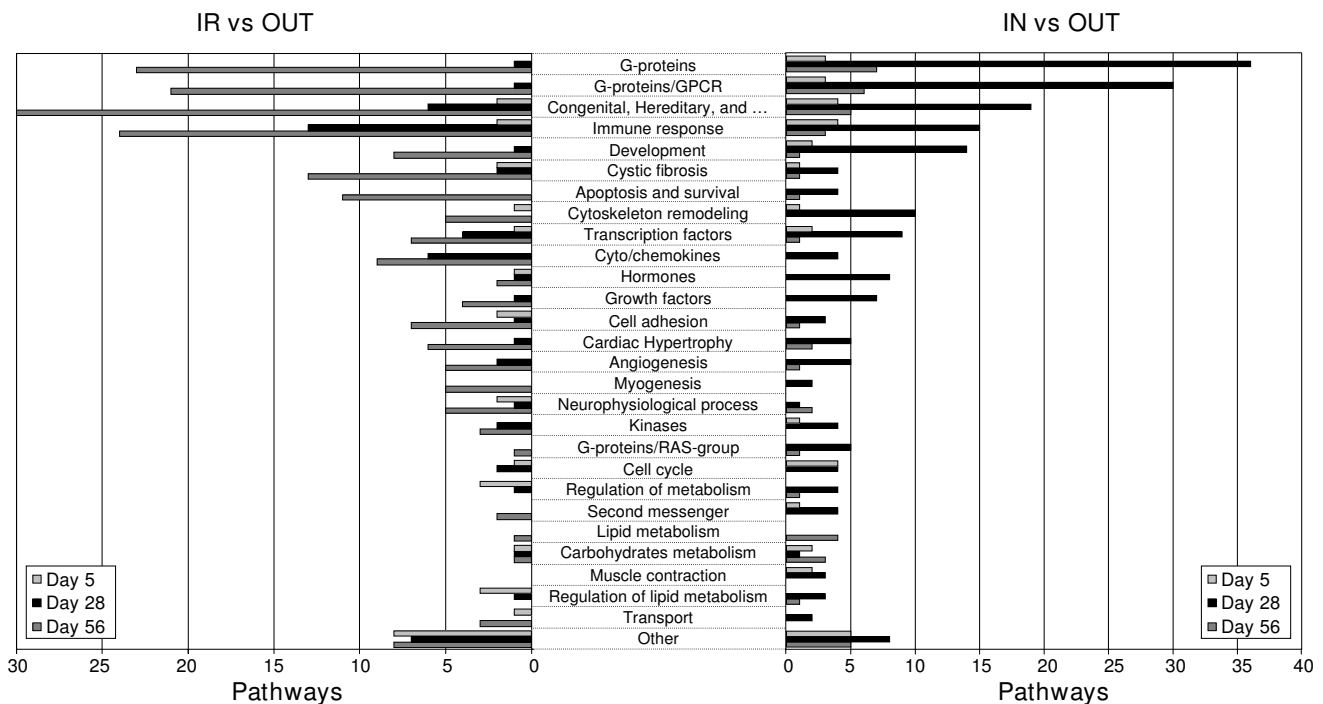 IR vs OUT
IN vs OUT
G-proteins
G-proteins/GPCR
Congenital, Hereditary, and …
Immune response
Development
Cystic fibrosis
Apoptosis and survival
Cytoskeleton remodeling
Transcription factors
Cyto/chemokines
Hormones
Growth factors
Cell adhesion
Cardiac Hypertrophy
Angiogenesis
Myogenesis
Neurophysiological process
Kinases
G-proteins/RAS-group
Cell cycle
Regulation of metabolism
Second messenger
Lipid metabolism
Carbohydrates metabolism
Muscle contraction
Regulation of lipid metabolism
Transport
Other
Day 5
Day 28
Day 56
Day 5
Day 28
Day 56
30 25 20 15 10 5 0
0 5 10 15 20 25 30 35 40
Pathways
Pathways